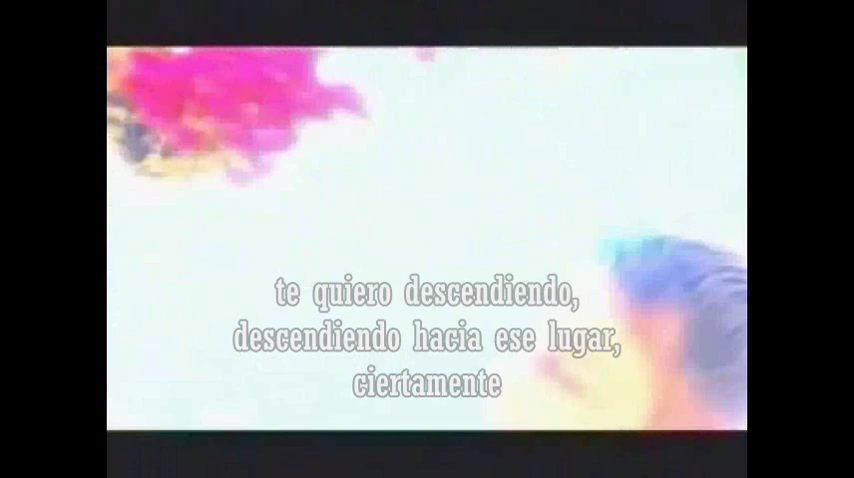 te quiero descendiendo,
descendiendo hacia ese lugar,
ciertamente